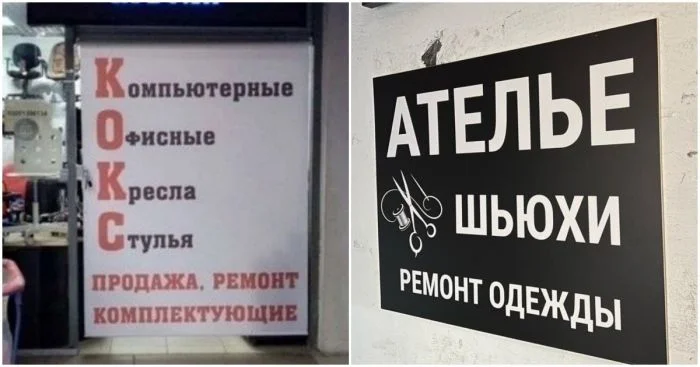 Компьютерные
Офисные
Кресла
Стулья
ПРОДАЖА, РЕМОНТ
КОМПЛЕКТУЮЩИЕ
АТЕЛЬЕ
ШЬЮХИ
РЕМОНТ ОДЕЖДЫ